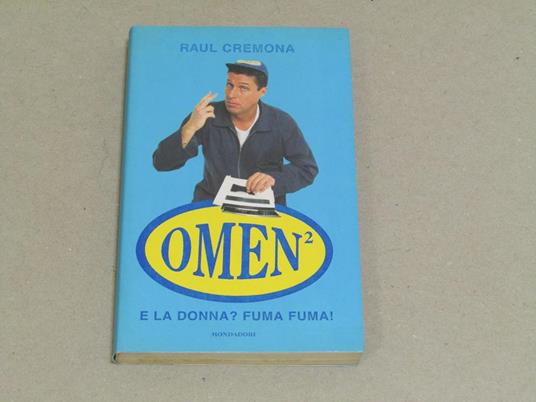 RAUL CREMONA
OMEN²
E LA DONNA? FUMA FUMA!
MONDADORI